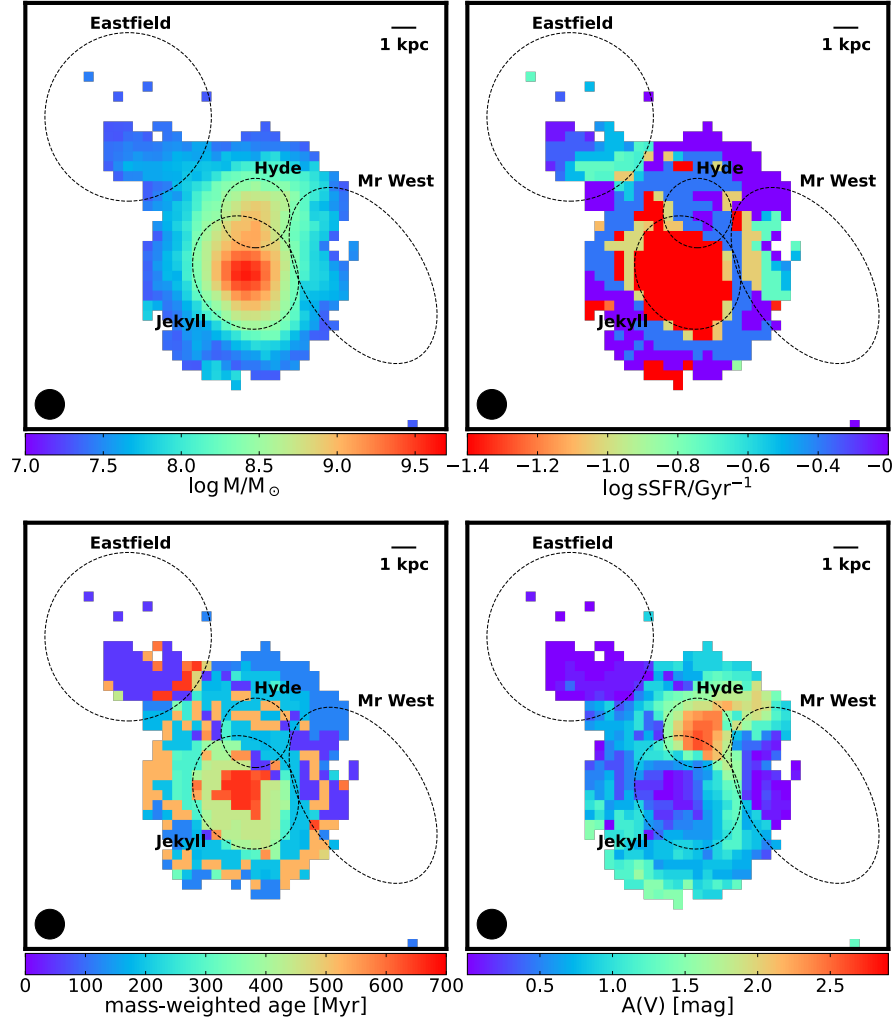 Eastfield
1 kpc
Hyde
Mr West
Jekyll
7.0 7.5 8.0 8.5 9.0 9.5
log M/M⊙
Eastfield
1 kpc
Hyde
Mr West
Jekyll
−1.4 −1.2 −1.0 −0.8 −0.6 −0.4 −0
log sSFR/Gyr⁻¹
Eastfield
1 kpc
Hyde
Mr West
Jekyll
0 100 200 300 400 500 600 700
mass-weighted age [Myr]
Eastfield
1 kpc
Hyde
Mr West
Jekyll
0.5 1.0 1.5 2.0 2.5
A(V) [mag]